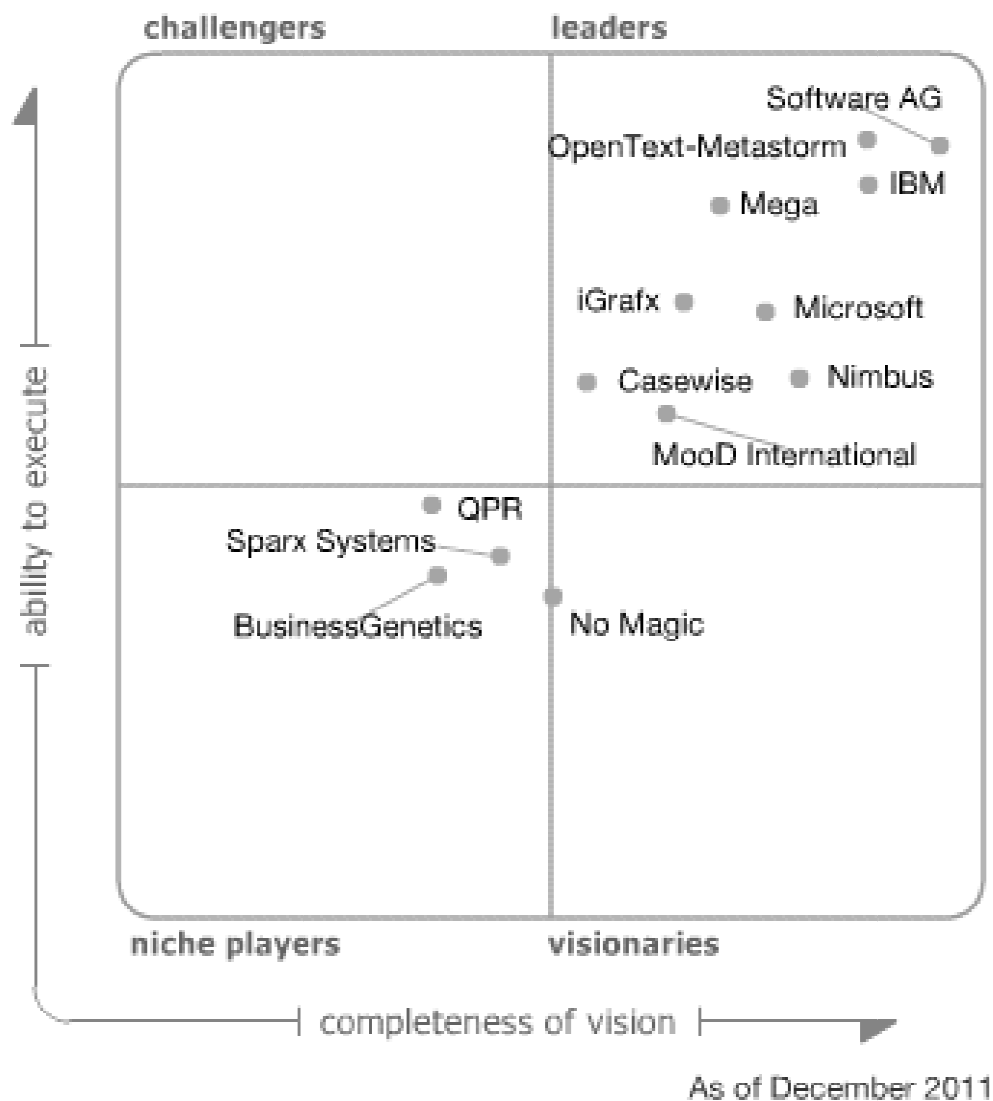 challengers
leaders
Software AG
OpenText-Metastorm
IBM
Mega
iGrafx
Microsoft
Casewise
Nimbus
MooD International
ability to execute
QPR
Sparx Systems
BusinessGenetics
No Magic
niche players
visionaries
completeness of vision
As of December 2011